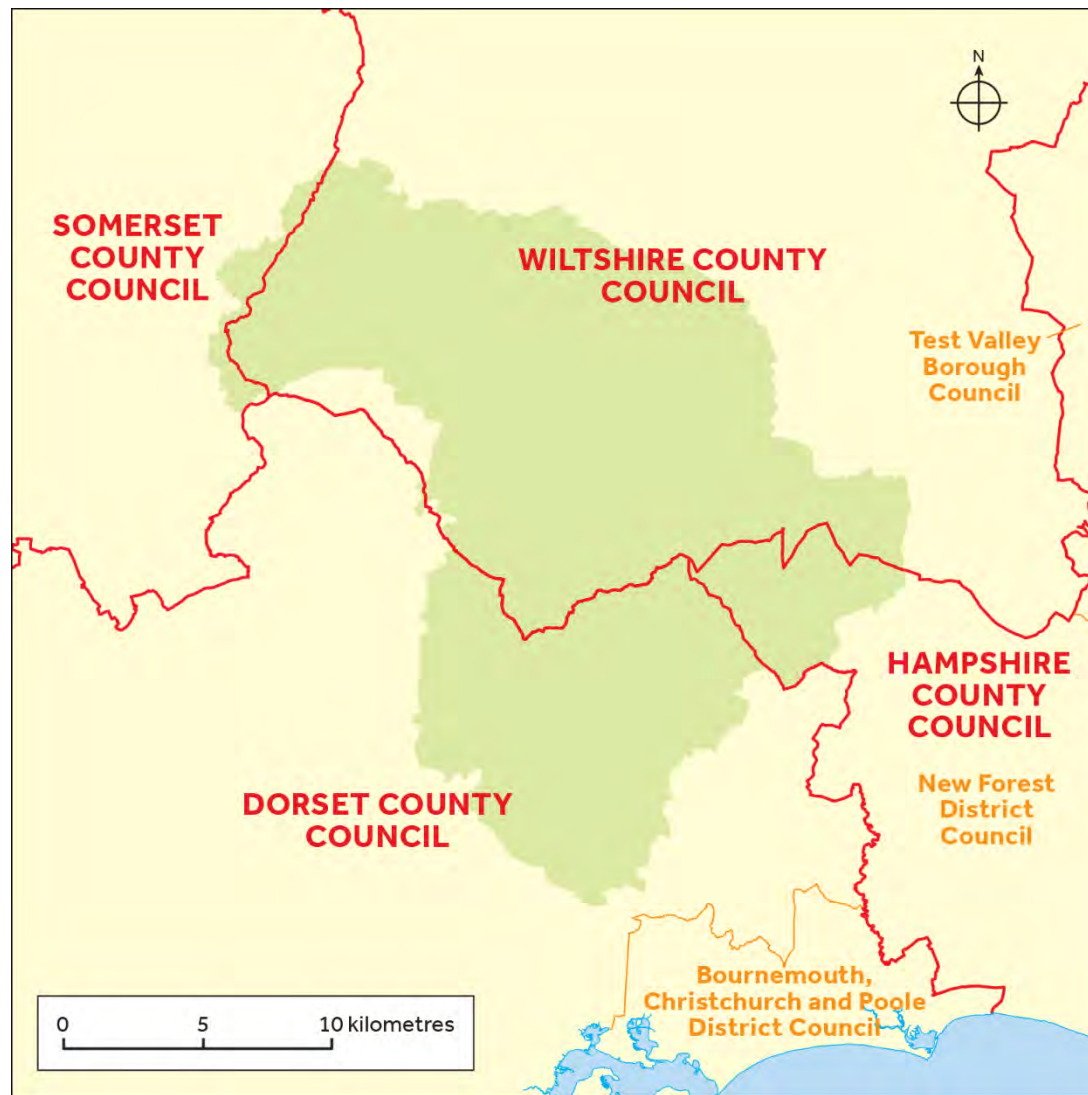 N
SOMERSET
COUNTY
COUNCIL
WILTSHIRE COUNTY
COUNCIL
Test Valley
Borough
Council
HAMPSHIRE
COUNTY
COUNCIL
New Forest
District
Council
DORSET COUNTY
COUNCIL
Bournemouth,
Christchurch and Poole
District Council
0 5 10 kilometres